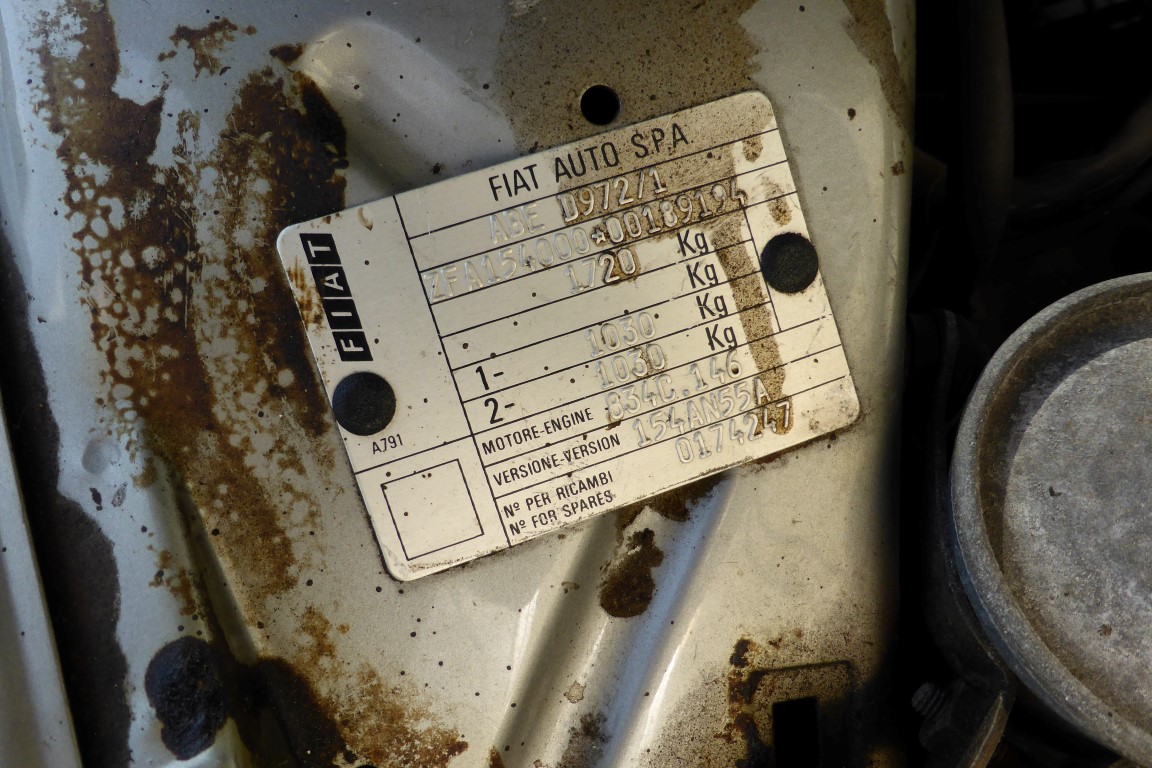 FIAT AUTO S.P.A
FIAT
ABE D972/1
ZFA154000*00189194
1720 Kg
Kg
1- 1030 Kg
2- 1030 Kg
A791
MOTORE-ENGINE 834C.146
VERSIONE-VERSION 154AN55A
Nº PER RICAMBI 0174247
Nº FOR SPARES